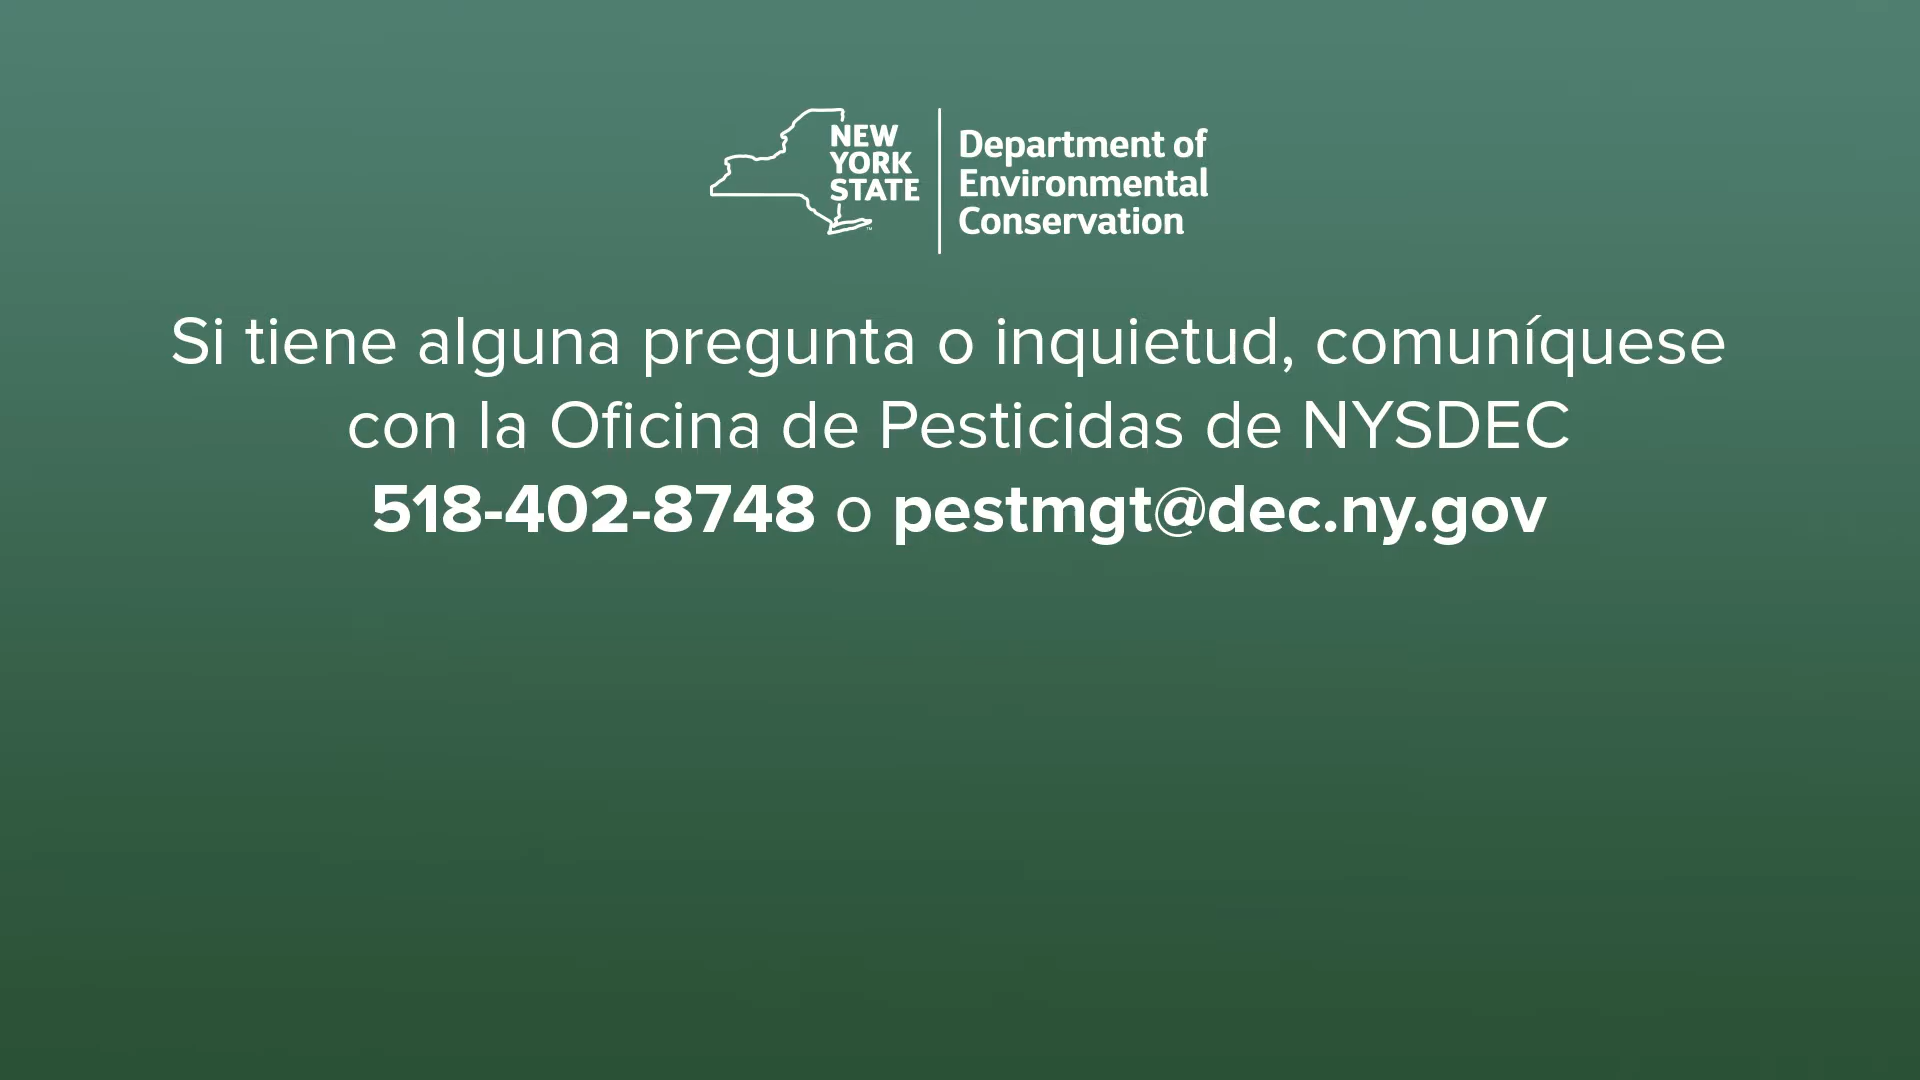 NEW
YORK
STATE
Department of
Environmental
Conservation
Si tiene alguna pregunta o inquietud, comuníquese
con la Oficina de Pesticidas de NYSDEC
518-402-8748 o pestmgt@dec.ny.gov